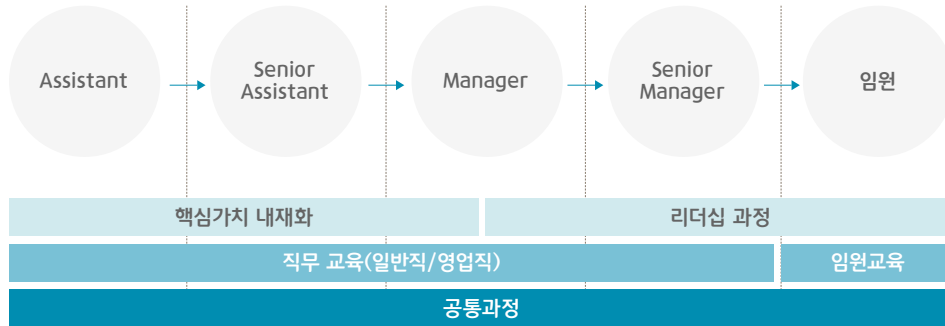 Assistant
Senior
Assistant
Manager
Senior
Manager
임원
핵심가치 내재화
리더십 과정
직무 교육(일반직/영업직)
임원교육
공통과정